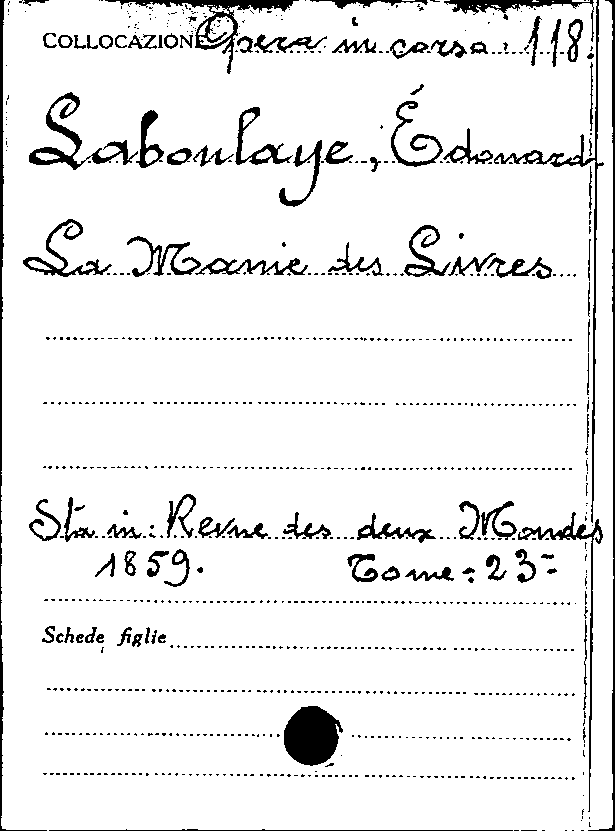 COLLOCAZIONE Opera in corso: 118.
Laboulaye, Édouard.
La Manie des Livres
Sta in: Revue des deux Mondes
1859. Tome: 23-
Schede figlie